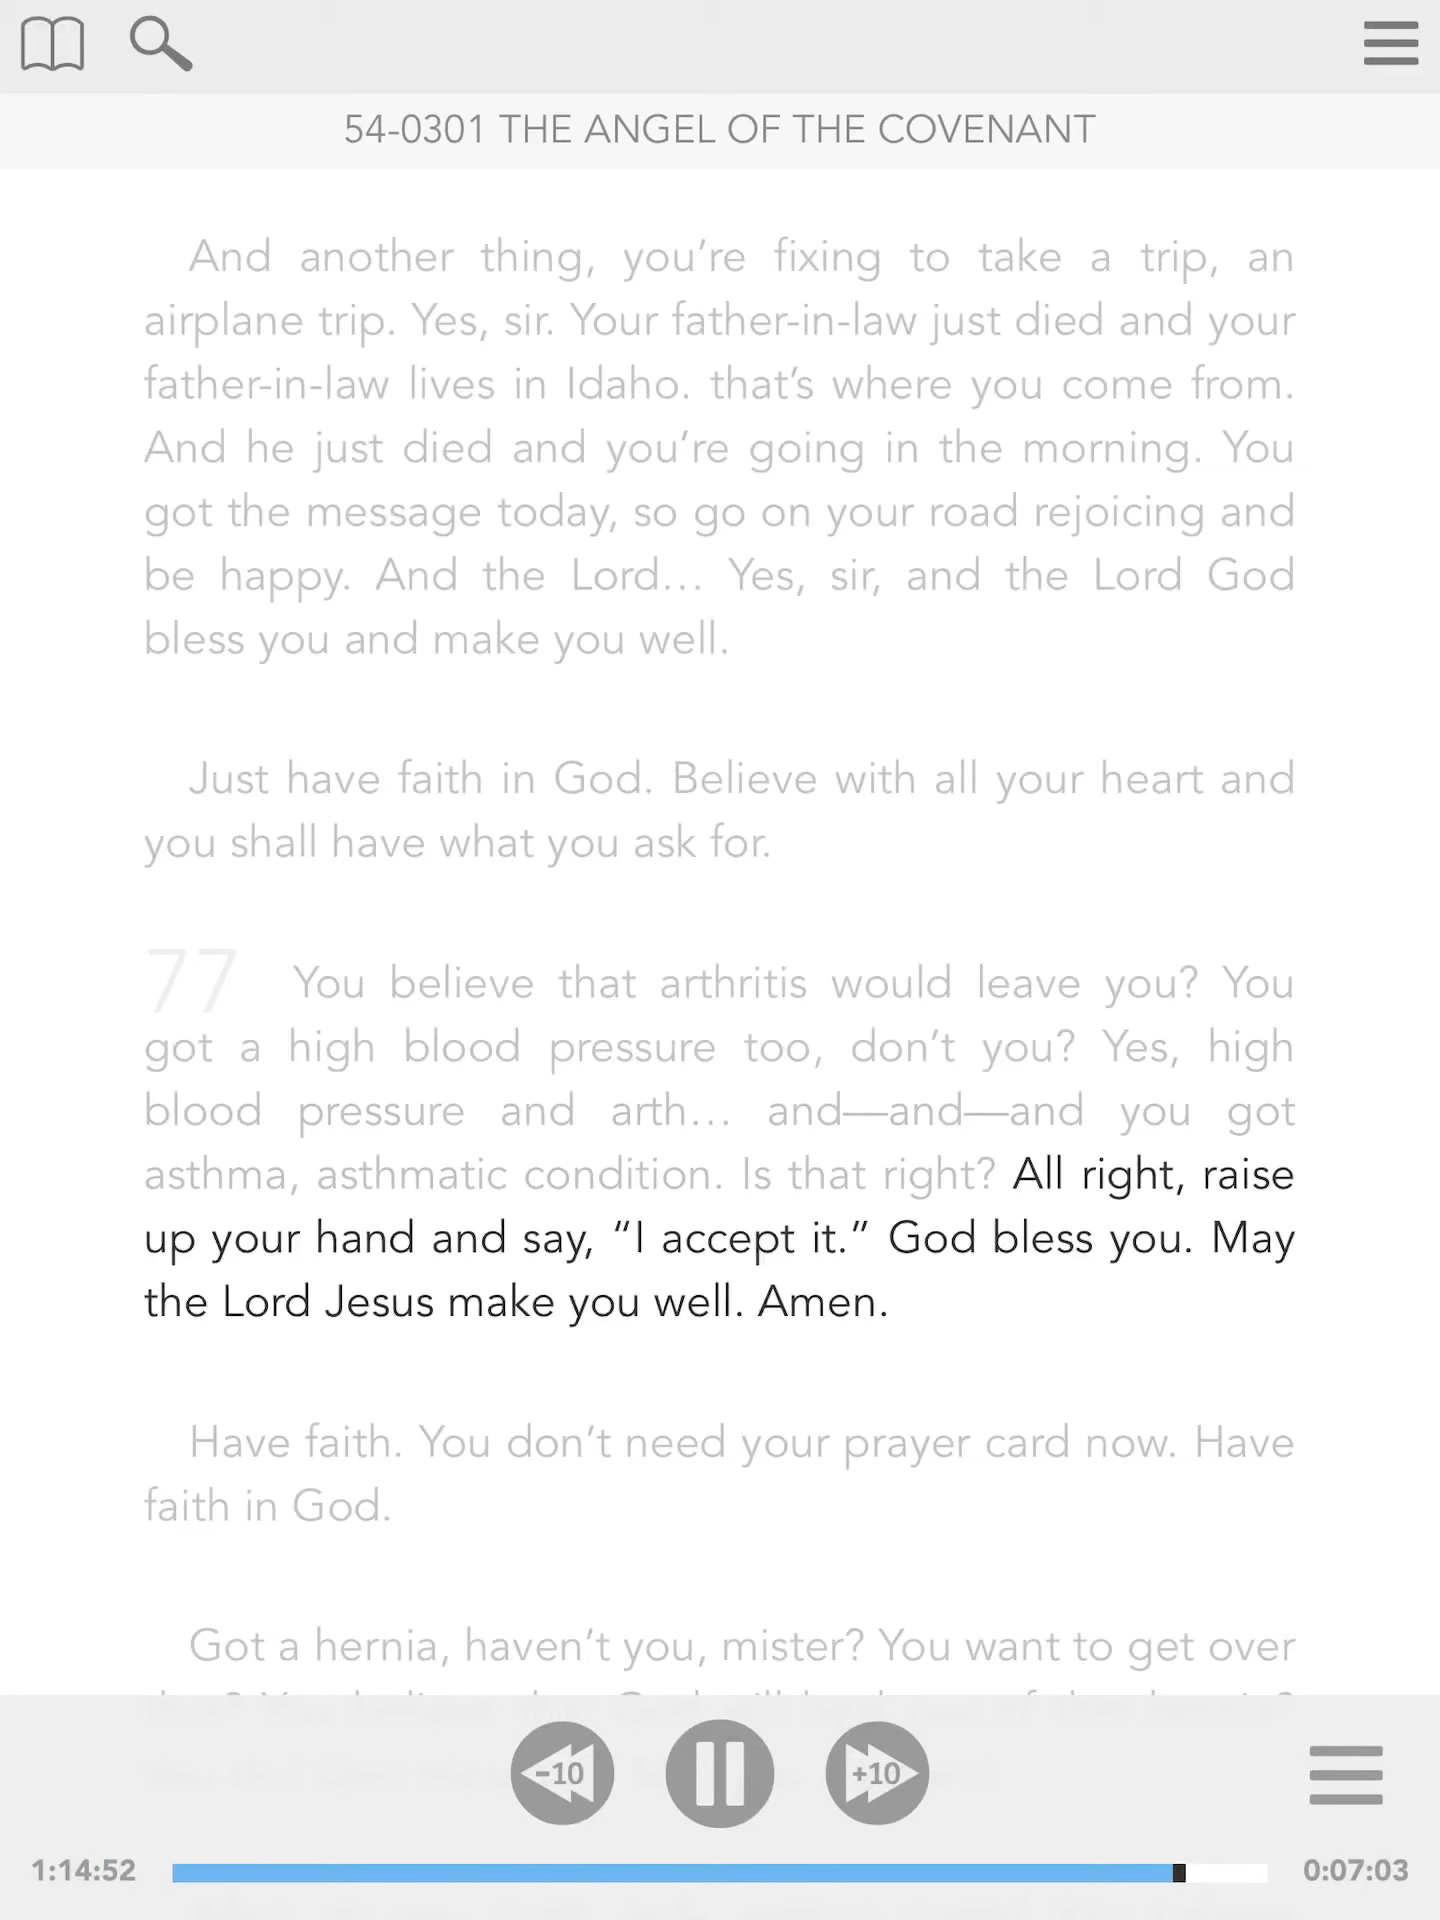 54-0301 THE ANGEL OF THE COVENANT
And another thing, you’re fixing to take a trip, an
airplane trip. Yes, sir. Your father-in-law just died and your
father-in-law lives in Idaho. that’s where you come from.
And he just died and you’re going in the morning. You
got the message today, so go on your road rejoicing and
be happy. And the Lord... Yes, sir, and the Lord God
bless you and make you well.
Just have faith in God. Believe with all your heart and
you shall have what you ask for.
77 You believe that arthritis would leave you? You
got a high blood pressure too, don’t you? Yes, high
blood pressure and arth... and—and—and you got
asthma, asthmatic condition. Is that right? All right, raise
up your hand and say, “I accept it.” God bless you. May
the Lord Jesus make you well. Amen.
Have faith. You don’t need your prayer card now. Have
faith in God.
Got a hernia, haven’t you, mister? You want to get over
-10 +10
1:14:52 0:07:03